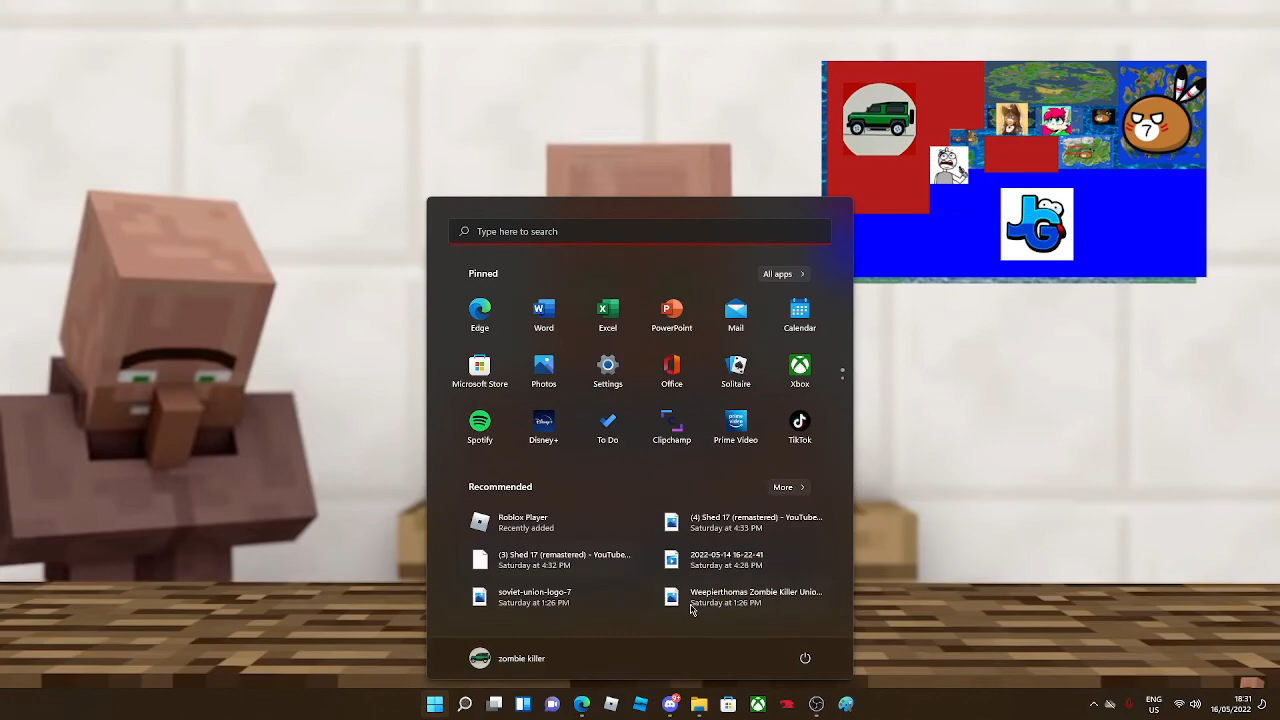 Type here to search
Pinned
All apps
Edge
Word
Excel
PowerPoint
Mail
Calendar
Microsoft Store
Photos
Settings
Office
Solitaire
Xbox
Spotify
Disney+
To Do
Clipchamp
Prime Video
TikTok
Recommended
More
Roblox Player
Recently added
(4) Shed 17 (remastered) - YouTube...
Saturday at 4:33 PM
(3) Shed 17 (remastered) - YouTube...
Saturday at 4:32 PM
2022-05-14 16-22-41
Saturday at 4:28 PM
soviet-union-logo-7
Saturday at 1:26 PM
Weepierthomas Zombie Killer Unio...
Saturday at 1:26 PM
zombie killer
JG
7
9+
ENG
US
18:31
16/05/2022